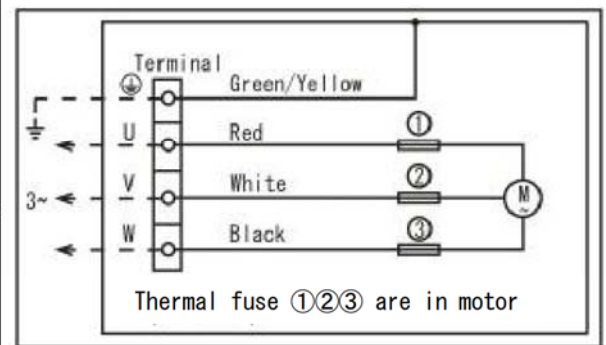 Terminal
Green/Yellow
U Red ①
V White ②
3~
M
~
W Black ③
Thermal fuse ①②③ are in motor